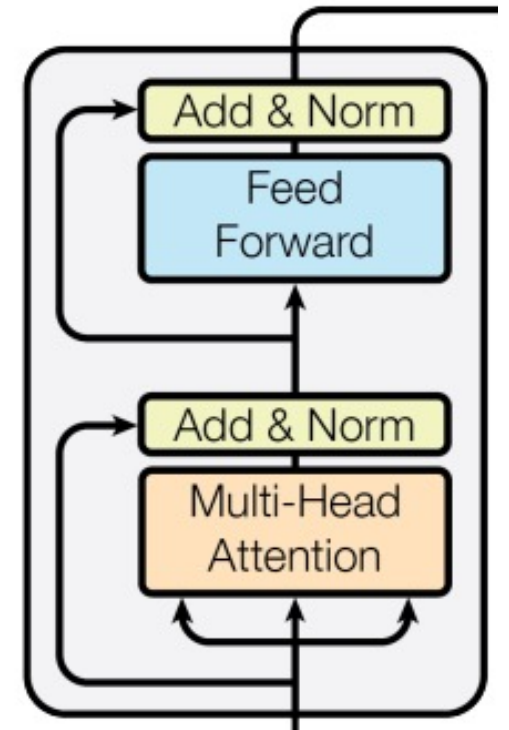 Add & Norm
Feed
Forward
Add & Norm
Multi-Head
Attention